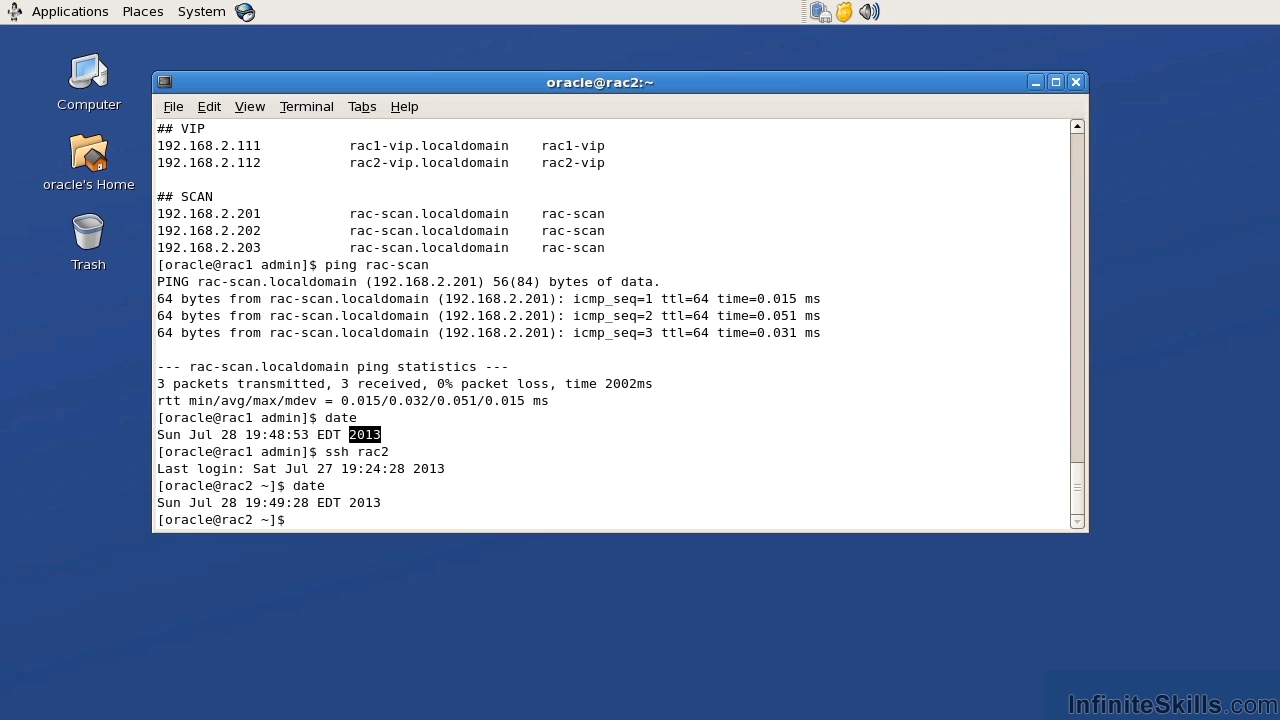 Applications Places System
Computer
oracle's Home
Trash
oracle@rac2:~
File Edit View Terminal Tabs Help
## VIP
192.168.2.111 rac1-vip.localdomain rac1-vip
192.168.2.112 rac2-vip.localdomain rac2-vip
## SCAN
192.168.2.201 rac-scan.localdomain rac-scan
192.168.2.202 rac-scan.localdomain rac-scan
192.168.2.203 rac-scan.localdomain rac-scan
[oracle@rac1 admin]$ ping rac-scan
PING rac-scan.localdomain (192.168.2.201) 56(84) bytes of data.
64 bytes from rac-scan.localdomain (192.168.2.201): icmp_seq=1 ttl=64 time=0.015 ms
64 bytes from rac-scan.localdomain (192.168.2.201): icmp_seq=2 ttl=64 time=0.051 ms
64 bytes from rac-scan.localdomain (192.168.2.201): icmp_seq=3 ttl=64 time=0.031 ms
--- rac-scan.localdomain ping statistics ---
3 packets transmitted, 3 received, 0% packet loss, time 2002ms
rtt min/avg/max/mdev = 0.015/0.032/0.051/0.015 ms
[oracle@rac1 admin]$ date
Sun Jul 28 19:48:53 EDT 2013
[oracle@rac1 admin]$ ssh rac2
Last login: Sat Jul 27 19:24:28 2013
[oracle@rac2 ~]$ date
Sun Jul 28 19:49:28 EDT 2013
[oracle@rac2 ~]$
InfiniteSkills.com